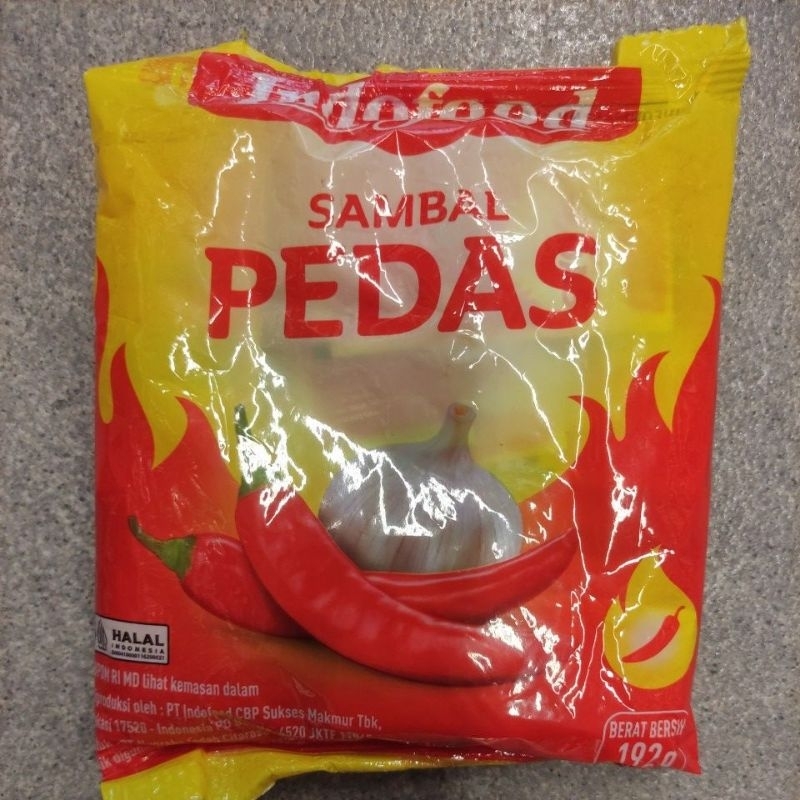 Indofood
SAMBAL
PEDAS
HALAL
INDONESIA
RI MD lihat kemasan dalam
oleh : PT Indofood CBP Sukses Makmur Tbk,
17520 - Indonesia
BERAT BERSIH
192g